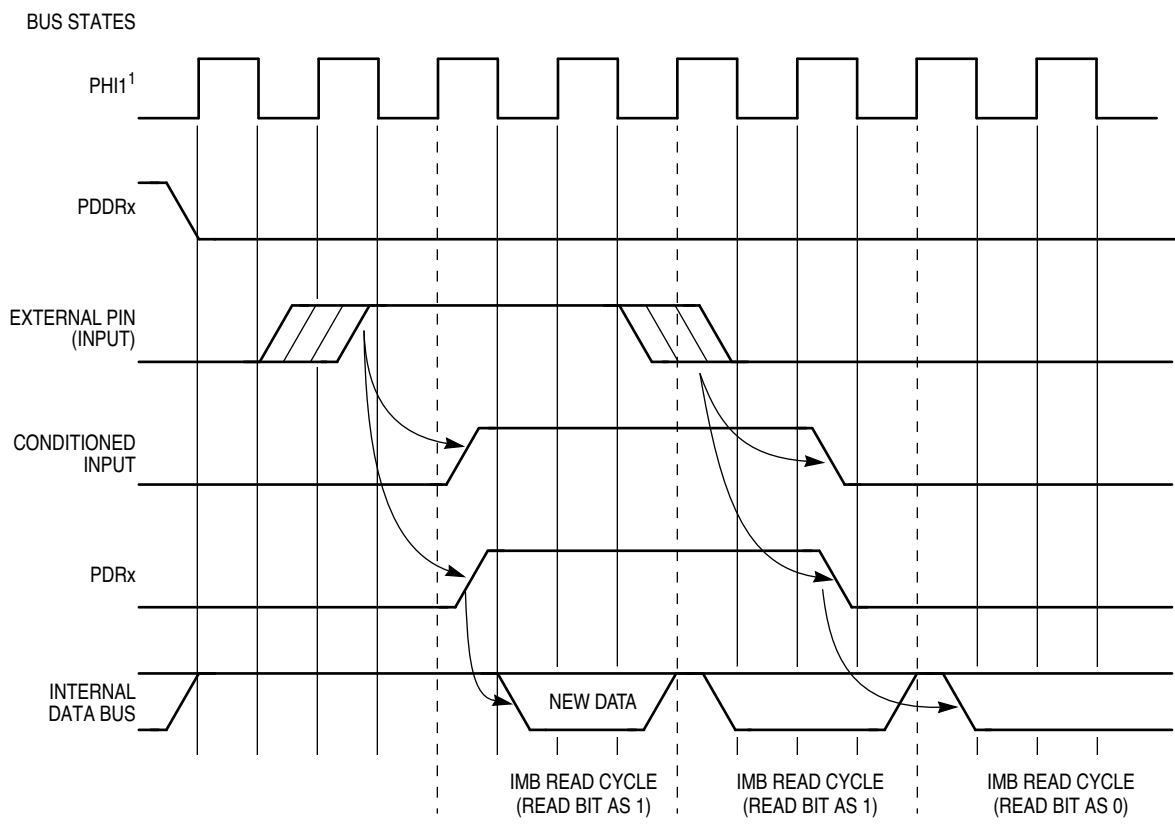 BUS STATES
PHI1¹
PDDRx
EXTERNAL PIN
(INPUT)
CONDITIONED
INPUT
PDRx
INTERNAL
DATA BUS
NEW DATA
IMB READ CYCLE
(READ BIT AS 1)
IMB READ CYCLE
(READ BIT AS 1)
IMB READ CYCLE
(READ BIT AS 0)